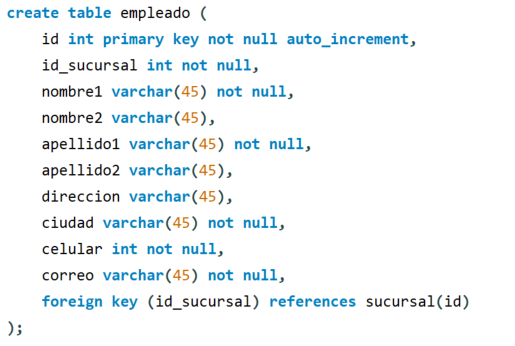 create table empleado (
    id int primary key not null auto_increment,
    id_sucursal int not null,
    nombre1 varchar(45) not null,
    nombre2 varchar(45),
    apellido1 varchar(45) not null,
    apellido2 varchar(45),
    direccion varchar(45),
    ciudad varchar(45) not null,
    celular int not null,
    correo varchar(45) not null,
    foreign key (id_sucursal) references sucursal(id)
);